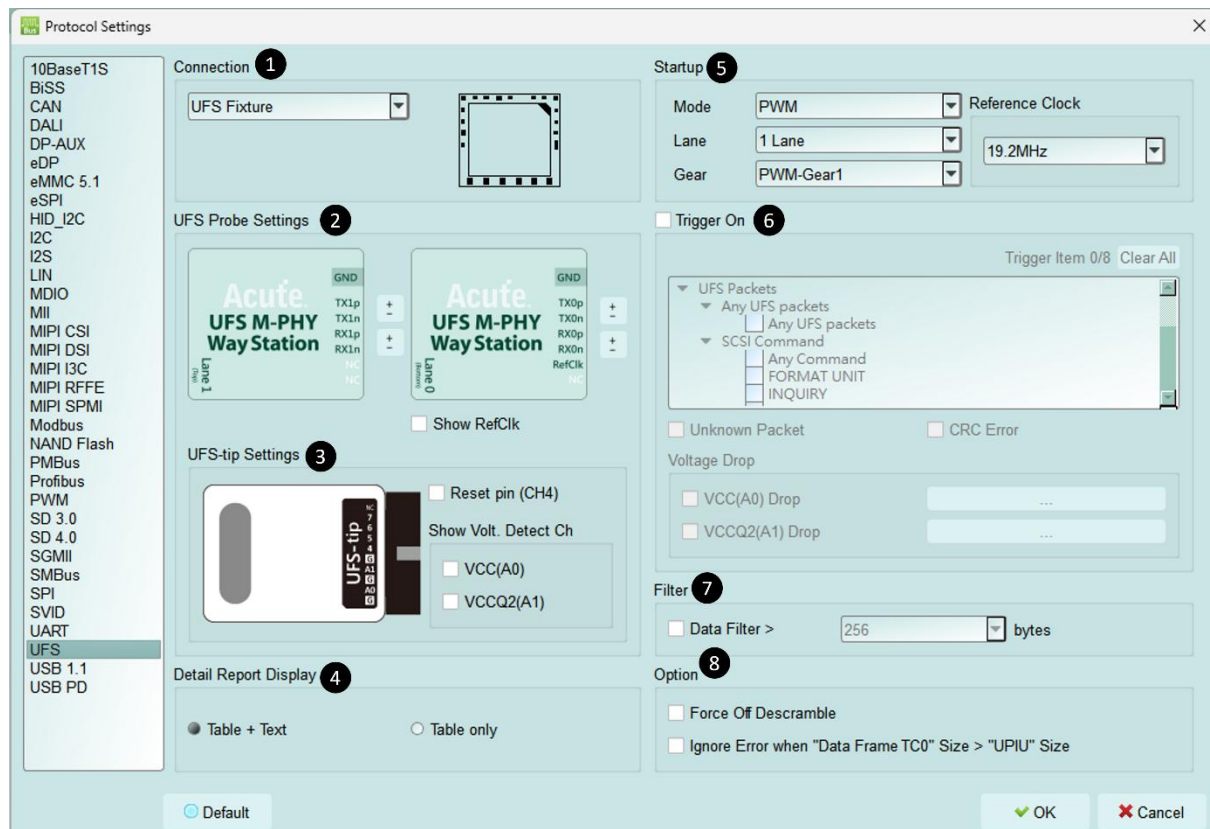 Protocol Settings
10BaseT1S
BiSS
CAN
DALI
DP-AUX
eDP
eMMC 5.1
eSPI
HID_I2C
I2C
I2S
LIN
MDIO
MII
MIPI CSI
MIPI DSI
MIPI I3C
MIPI RFFE
MIPI SPMI
Modbus
NAND Flash
PMBus
Profibus
PWM
SD 3.0
SD 4.0
SGMII
SMBus
SPI
SVID
UART
UFS
USB 1.1
USB PD
Connection 1
UFS Fixture
UFS Probe Settings 2
Acute
UFS M-PHY
Way Station
Lane 1
GND
TX1p
TX1n
RX1p
RX1n
NC
NC
+
-
+
-
Acute
UFS M-PHY
Way Station
Lane 0
(Bottom)
GND
TX0p
TX0n
RX0p
RX0n
RefClk
NC
+
-
+
-
Show RefClk
UFS-tip Settings 3
UFS-tip
NC
7
6
5
4
G
A1
G
A0
G
Reset pin (CH4)
Show Volt. Detect Ch
VCC(A0)
VCCQ2(A1)
Detail Report Display 4
Table + Text
Table only
Startup 5
Mode PWM
Lane 1 Lane
Gear PWM-Gear1
Reference Clock
19.2MHz
Trigger On 6
Trigger Item 0/8 Clear All
UFS Packets
Any UFS packets
Any UFS packets
SCSI Command
Any Command
FORMAT UNIT
INQUIRY
Unknown Packet CRC Error
Voltage Drop
VCC(A0) Drop ...
VCCQ2(A1) Drop ...
Filter 7
Data Filter > 256 bytes
Option 8
Force Off Descramble
Ignore Error when "Data Frame TC0" Size > "UPIU" Size
Default
OK
Cancel